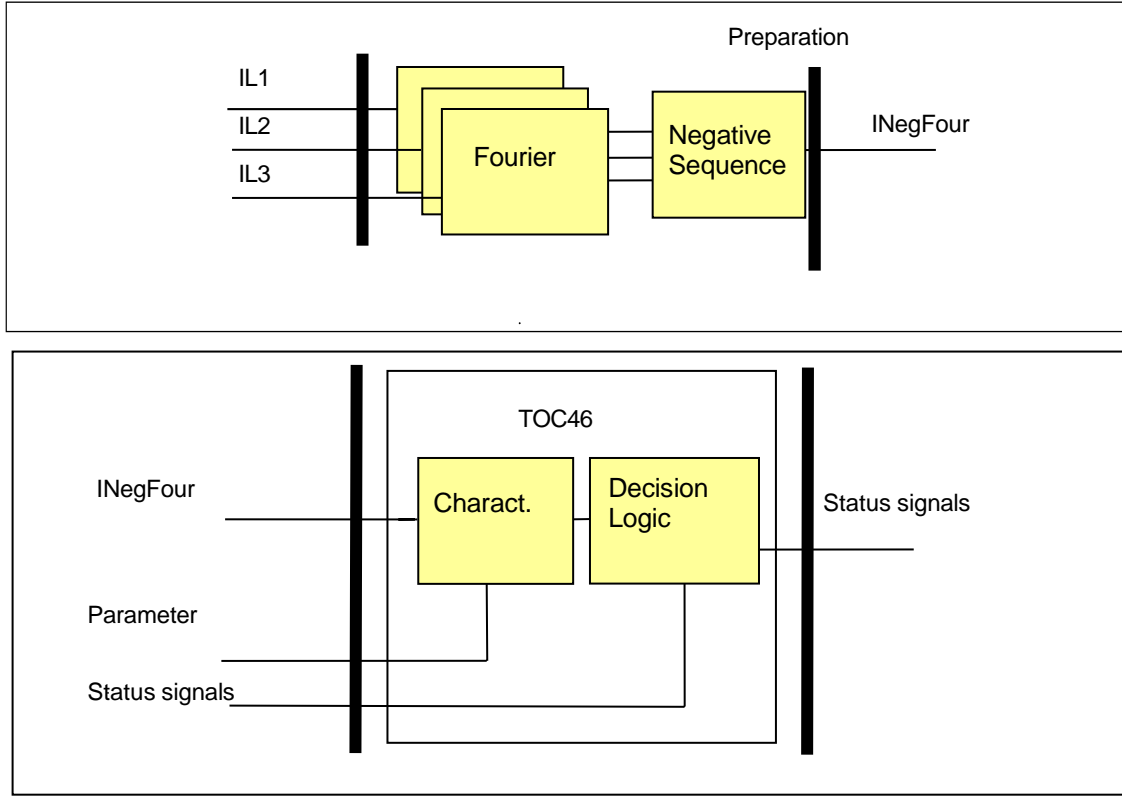 Preparation
IL1
IL2
IL3
Fourier
Negative
Sequence
INegFour
.
TOC46
INegFour
Charact.
Decision
Logic
Status signals
Parameter
Status signals